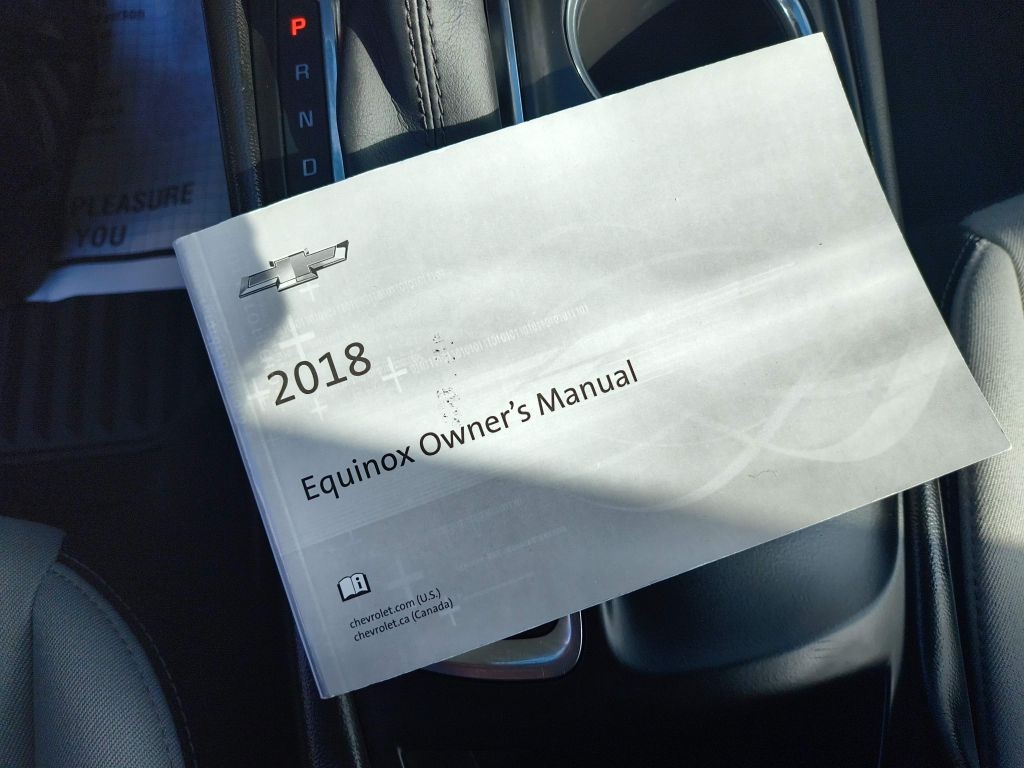 P
R
N
D
PLEASURE
YOU
2018
Equinox Owner's Manual
chevrolet.com (U.S.)
chevrolet.ca (Canada)